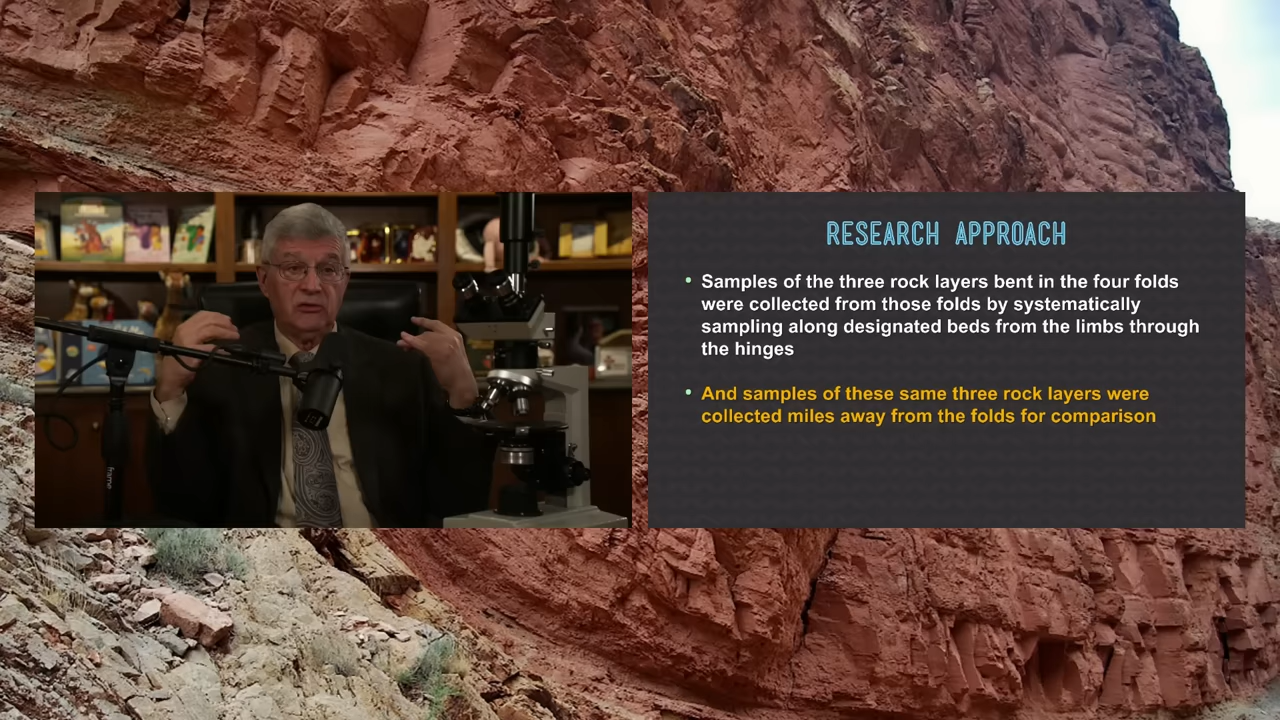 RESEARCH APPROACH
• Samples of the three rock layers bent in the four folds
were collected from those folds by systematically
sampling along designated beds from the limbs through
the hinges
• And samples of these same three rock layers were
collected miles away from the folds for comparison
frame